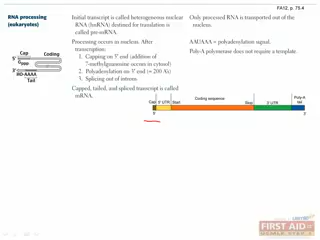 FA12, p. 75.4
RNA processing
(eukaryotes)
Initial transcript is called heterogeneous nuclear
RNA (hnRNA) destined for translation is
called pre-mRNA.
Processing occurs in nucleus. After
transcription:
1. Capping on 5' end (addition of
7-methylguanosine occurs in cytosol)
2. Polyadenylation on 3' end (≈ 200 A's)
3. Splicing out of introns
Capped, tailed, and spliced transcript is called
mRNA.
Only processed RNA is transported out of the
nucleus.
AAUAAA = polyadenylation signal.
Poly-A polymerase does not require a template.
Cap
Coding
Gppp
5'
3'
HO-AAAA
Tail
Cap
5' UTR
Start
Coding sequence
Stop
3' UTR
Poly-A
tail
5'
3'
FIRST AID